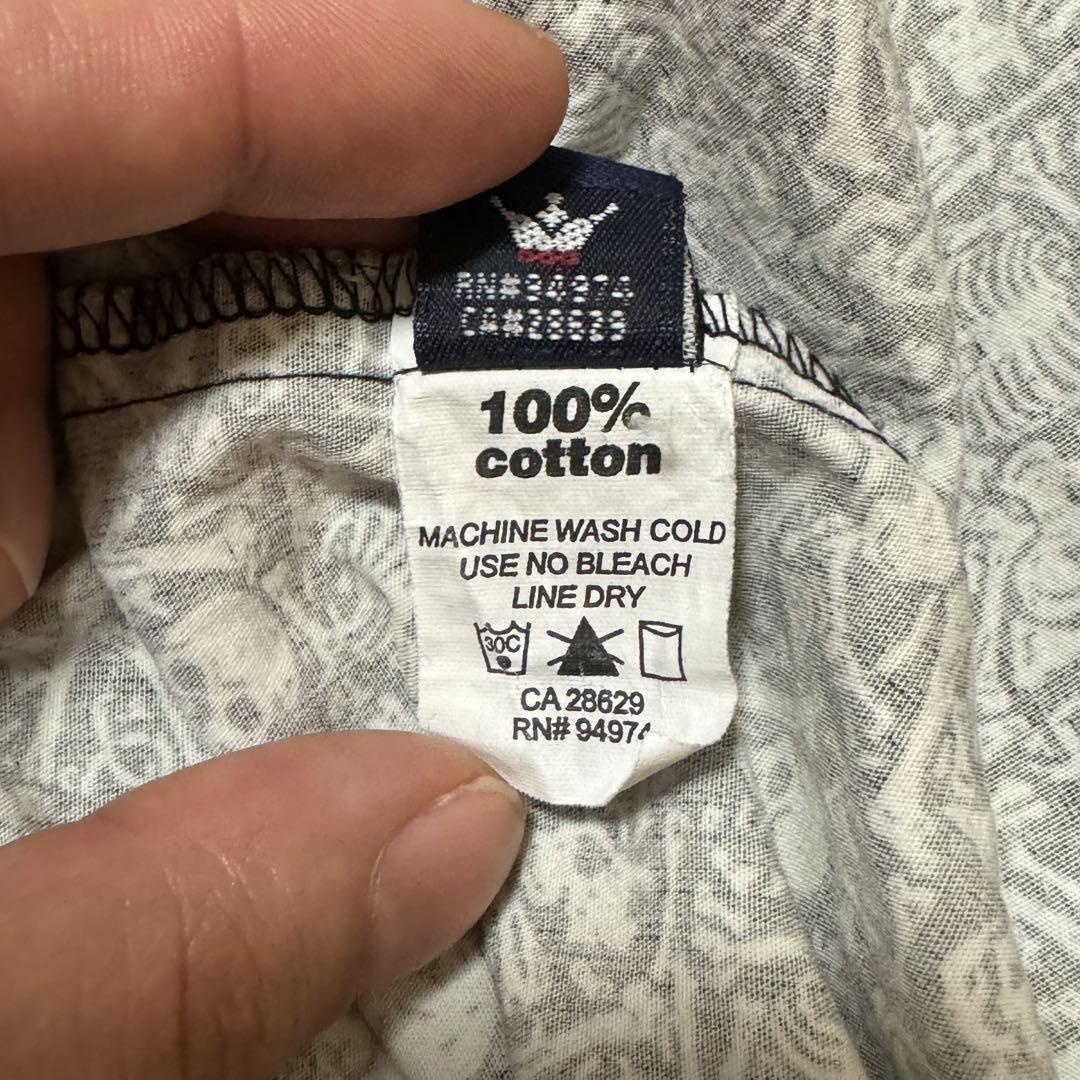 RN#94974
CA#28629
100%
cotton
MACHINE WASH COLD
USE NO BLEACH
LINE DRY
30C
CA 28629
RN# 94974